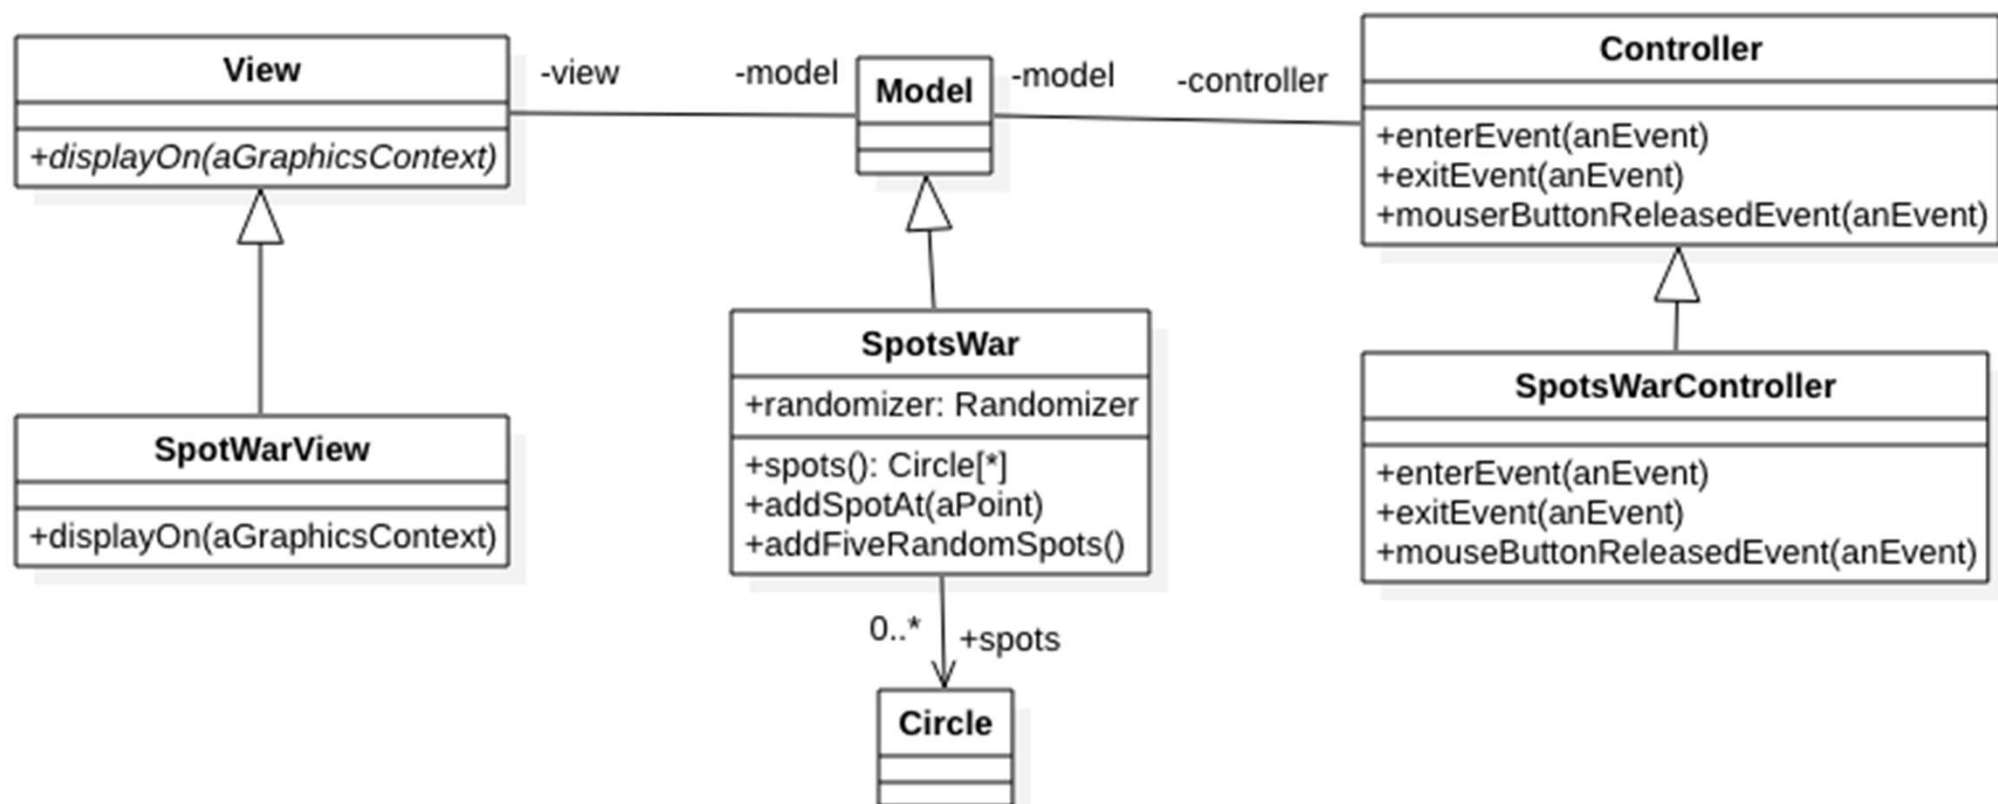 View
+displayOn(aGraphicsContext)
-view
-model
Model
-model
-controller
Controller
+enterEvent(anEvent)
+exitEvent(anEvent)
+mouserButtonReleasedEvent(anEvent)
SpotWarView
+displayOn(aGraphicsContext)
SpotsWar
+randomizer: Randomizer
+spots(): Circle[*]
+addSpotAt(aPoint)
+addFiveRandomSpots()
SpotsWarController
+enterEvent(anEvent)
+exitEvent(anEvent)
+mouseButtonReleasedEvent(anEvent)
0..*
+spots
Circle